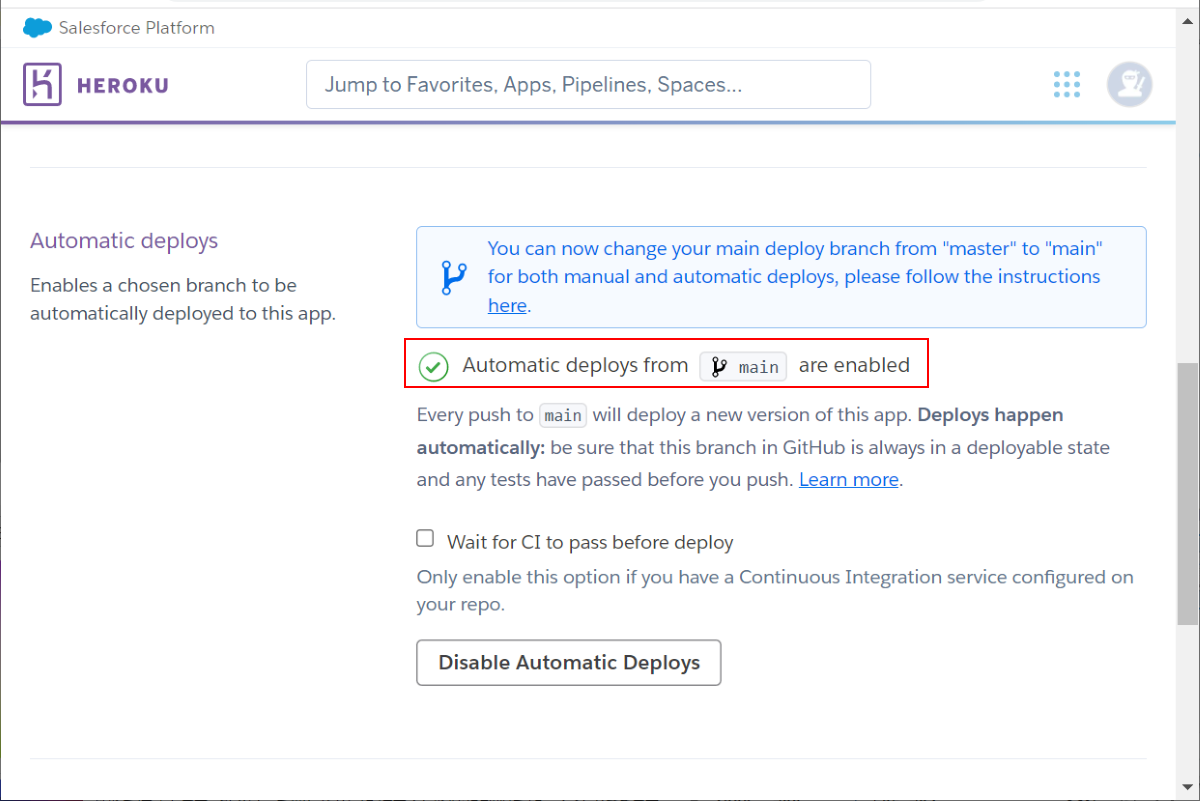 Salesforce Platform
HEROKU
Jump to Favorites, Apps, Pipelines, Spaces...
Automatic deploys
Enables a chosen branch to be
automatically deployed to this app.
You can now change your main deploy branch from "master" to "main"
for both manual and automatic deploys, please follow the instructions
here.
Automatic deploys from main are enabled
Every push to main will deploy a new version of this app. Deploys happen
automatically: be sure that this branch in GitHub is always in a deployable state
and any tests have passed before you push. Learn more.
Wait for CI to pass before deploy
Only enable this option if you have a Continuous Integration service configured on
your repo.
Disable Automatic Deploys